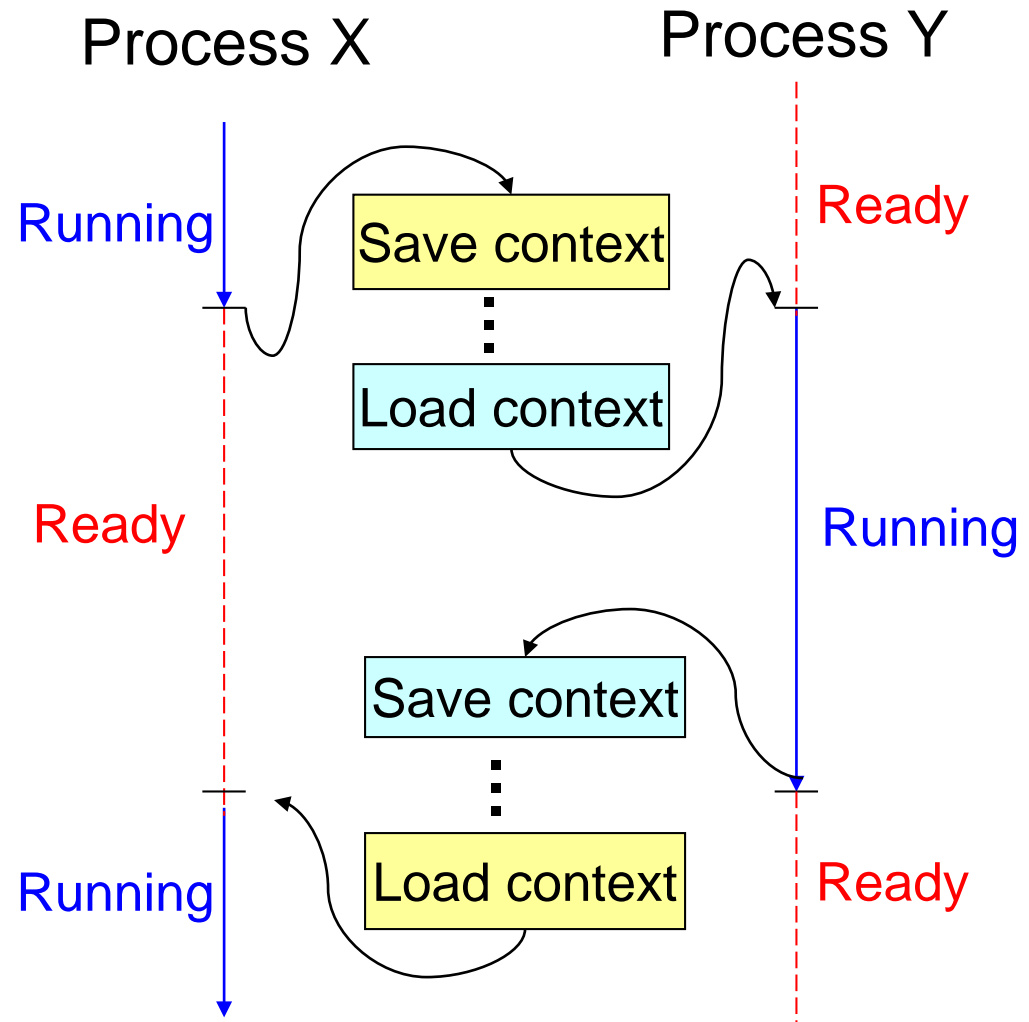 Process X
Process Y
Running
Save context
Ready
Load context
Ready
Running
Save context
Running
Load context
Ready